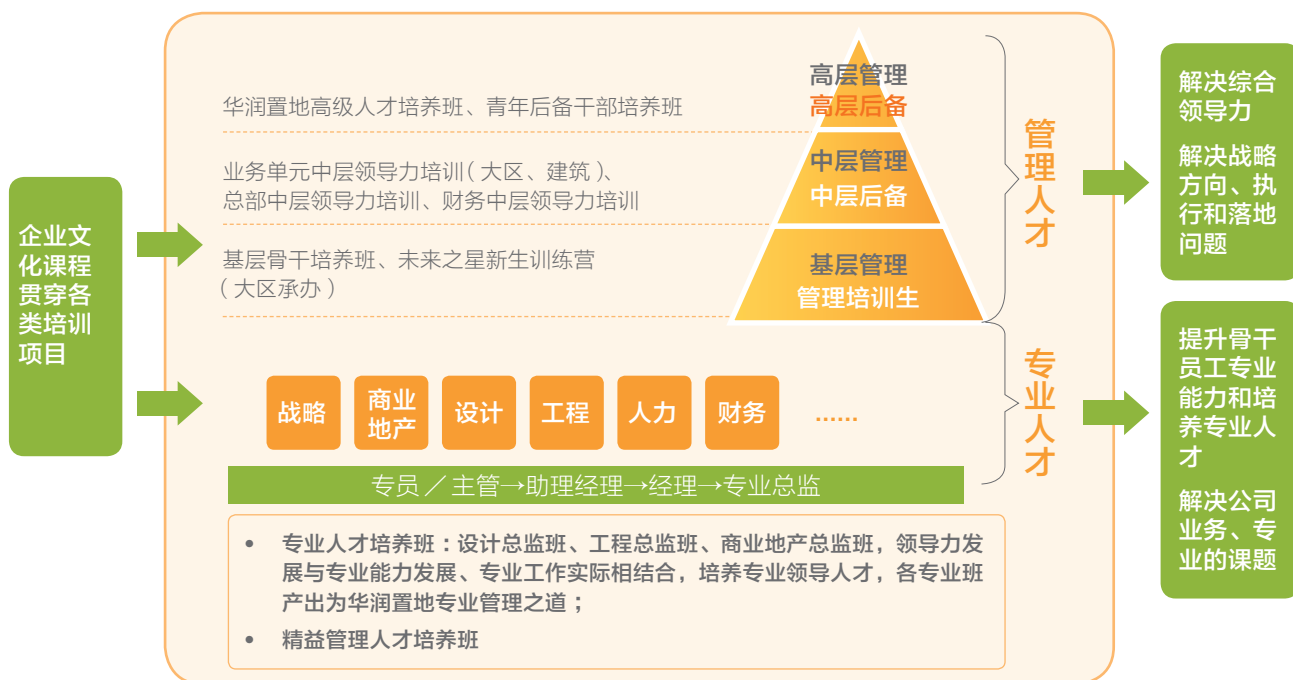 企业文
化课程
贯穿各
类培训
项目
华润置地高级人才培养班、青年后备干部培养班
业务单元中层领导力培训（大区、建筑）、
总部中层领导力培训、财务中层领导力培训
基层骨干培养班、未来之星新生训练营
（大区承办）
高层管理
高层后备
中层管理
中层后备
基层管理
管理培训生
管理人才
战略
商业
地产
设计
工程
人力
财务
......
专员／主管→助理经理→经理→专业总监
专业人才
• 专业人才培养班：设计总监班、工程总监班、商业地产总监班，领导力发
展与专业能力发展、专业工作实际相结合，培养专业领导人才，各专业班
产出为华润置地专业管理之道；
• 精益管理人才培养班
解决综合
领导力
解决战略
方向、执
行和落地
问题
提升骨干
员工专业
能力和培
养专业人
才
解决公司
业务、专
业的课题